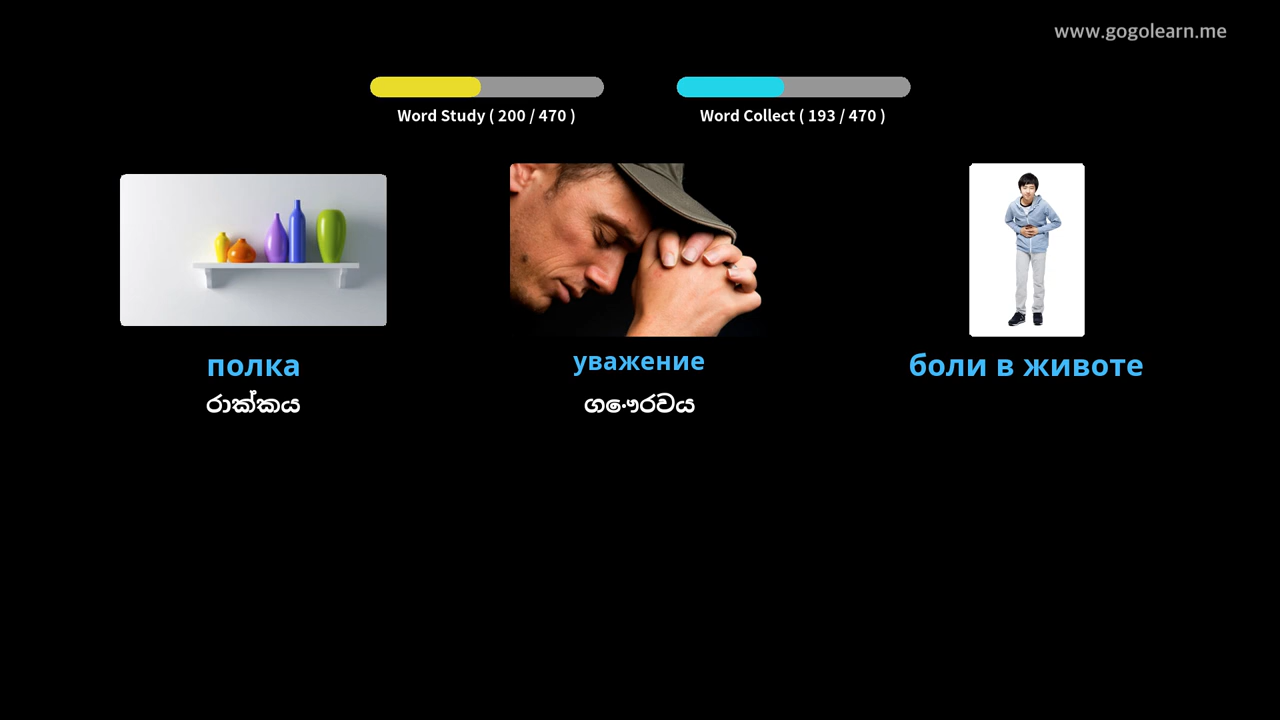 www.gogolearn.me
Word Study ( 200 / 470 )
Word Collect ( 193 / 470 )
полка
රාක්කය
уважение
ගෞරවය
боли в животе